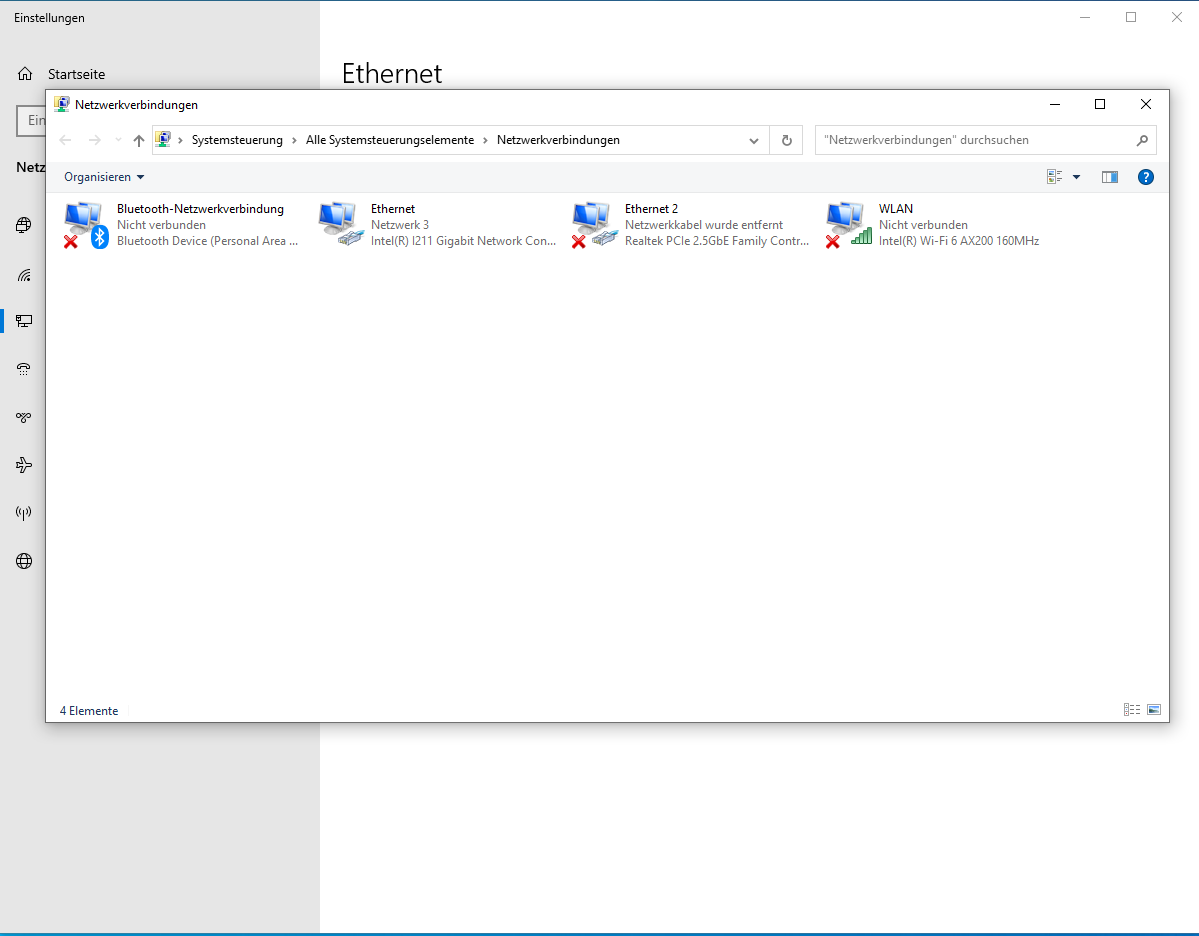 Einstellungen
Startseite
Ethernet
Ein
Netz
Netzwerkverbindungen
Systemsteuerung > Alle Systemsteuerungselemente > Netzwerkverbindungen
"Netzwerkverbindungen" durchsuchen
Organisieren
Bluetooth-Netzwerkverbindung
Nicht verbunden
Bluetooth Device (Personal Area ...
Ethernet
Netzwerk 3
Intel(R) I211 Gigabit Network Con...
Ethernet 2
Netzwerkkabel wurde entfernt
Realtek PCIe 2.5GbE Family Contr...
WLAN
Nicht verbunden
Intel(R) Wi-Fi 6 AX200 160MHz
4 Elemente